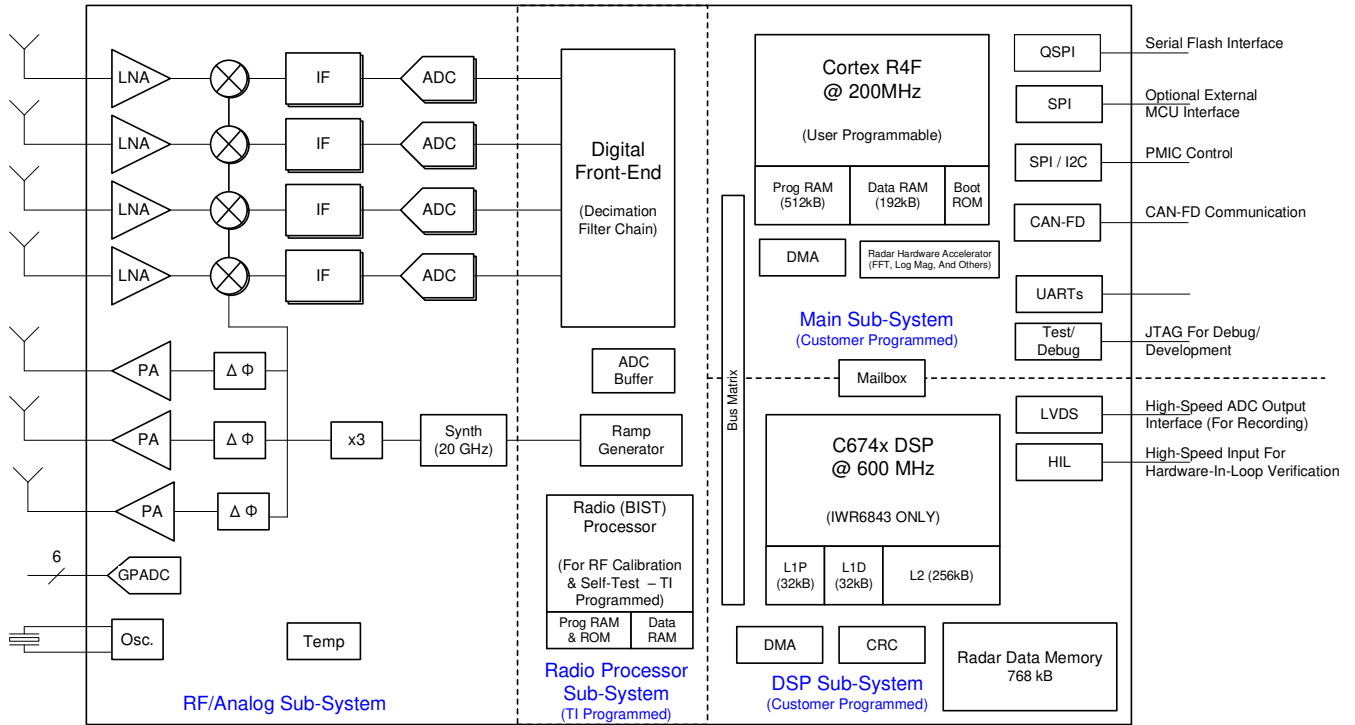 LNA
IF
ADC
LNA
IF
ADC
LNA
IF
ADC
LNA
IF
ADC
PA
Δ Φ
PA
Δ Φ
x3
Synth
(20 GHz)
PA
Δ Φ
6
GPADC
Osc.
Temp
RF/Analog Sub-System
Digital
Front-End
(Decimation
Filter Chain)
ADC
Buffer
Ramp
Generator
Radio (BIST)
Processor
(For RF Calibration
& Self-Test – TI
Programmed)
Prog RAM
& ROM
Data
RAM
Radio Processor
Sub-System
(TI Programmed)
Bus Matrix
Cortex R4F
@ 200MHz
(User Programmable)
Prog RAM
(512kB)
Data RAM
(192kB)
Boot
ROM
DMA
Radar Hardware Accelerator
(FFT, Log Mag, And Others)
Main Sub-System
(Customer Programmed)
Mailbox
C674x DSP
@ 600 MHz
(IWR6843 ONLY)
L1P
(32kB)
L1D
(32kB)
L2 (256kB)
DMA
CRC
Radar Data Memory
768 kB
DSP Sub-System
(Customer Programmed)
QSPI
Serial Flash Interface
SPI
Optional External
MCU Interface
SPI / I2C
PMIC Control
CAN-FD
CAN-FD Communication
UARTs
Test/
Debug
JTAG For Debug/
Development
LVDS
High-Speed ADC Output
Interface (For Recording)
HIL
High-Speed Input For
Hardware-In-Loop Verification